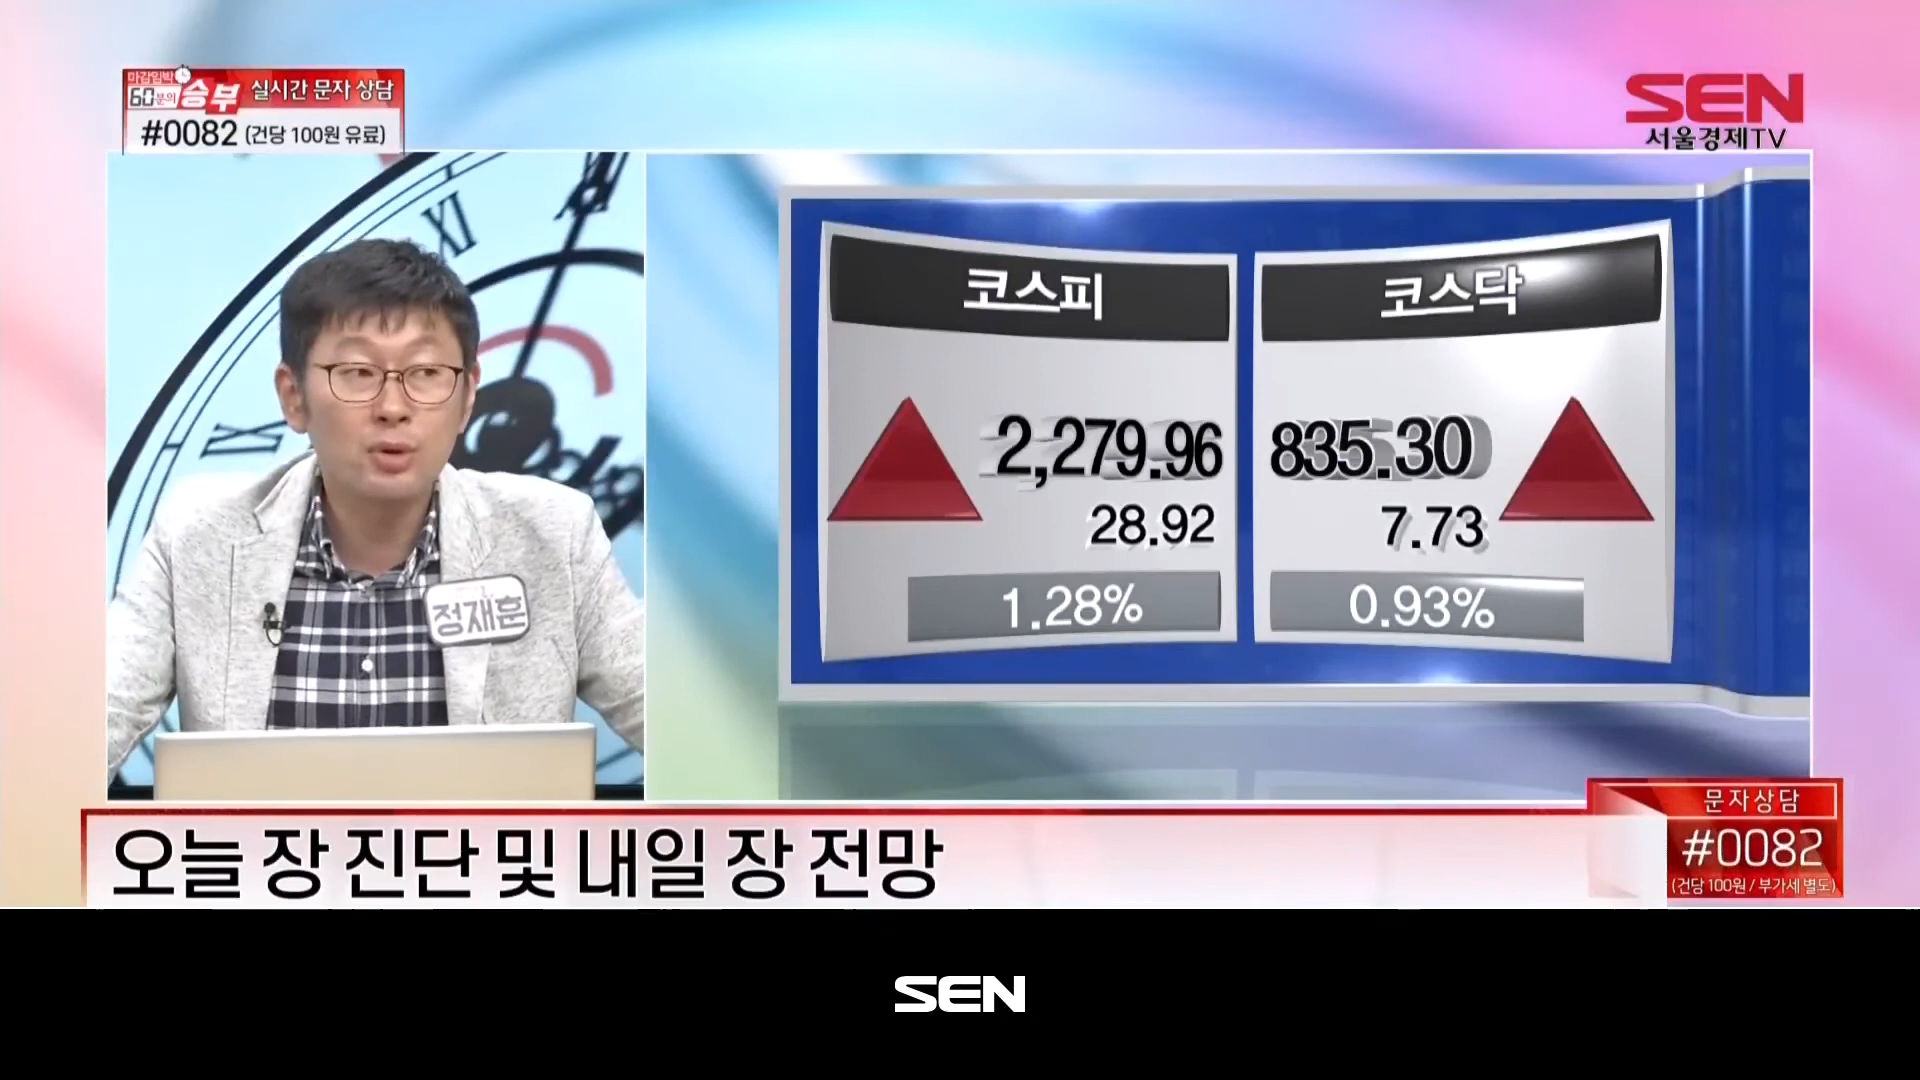 마감임박
60분의 승부 실시간 문자 상담
#0082 (건당 100원 유료)
SEN
서울경제TV
XI
IX
정재훈
코스피
2,279.96
28.92
1.28%
코스닥
835.30
7.73
0.93%
문자상담
#0082
(건당 100원 / 부가세 별도)
오늘 장 진단 및 내일 장 전망
SEN